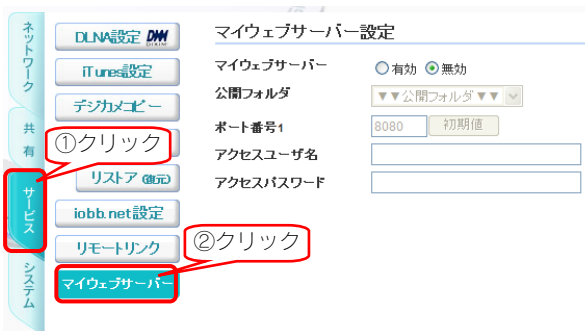 ネットワーク
共有
サービス
システム
DLNA設定
iTunes設定
デジカメコピー
①クリック
リストア(復元)
iobb.net設定
リモートリンク
②クリック
マイウェブサーバー
マイウェブサーバー設定
マイウェブサーバー 有効 無効
公開フォルダ ▼▼公開フォルダ▼▼
ポート番号1 8080 初期値
アクセスユーザ名
アクセスパスワード